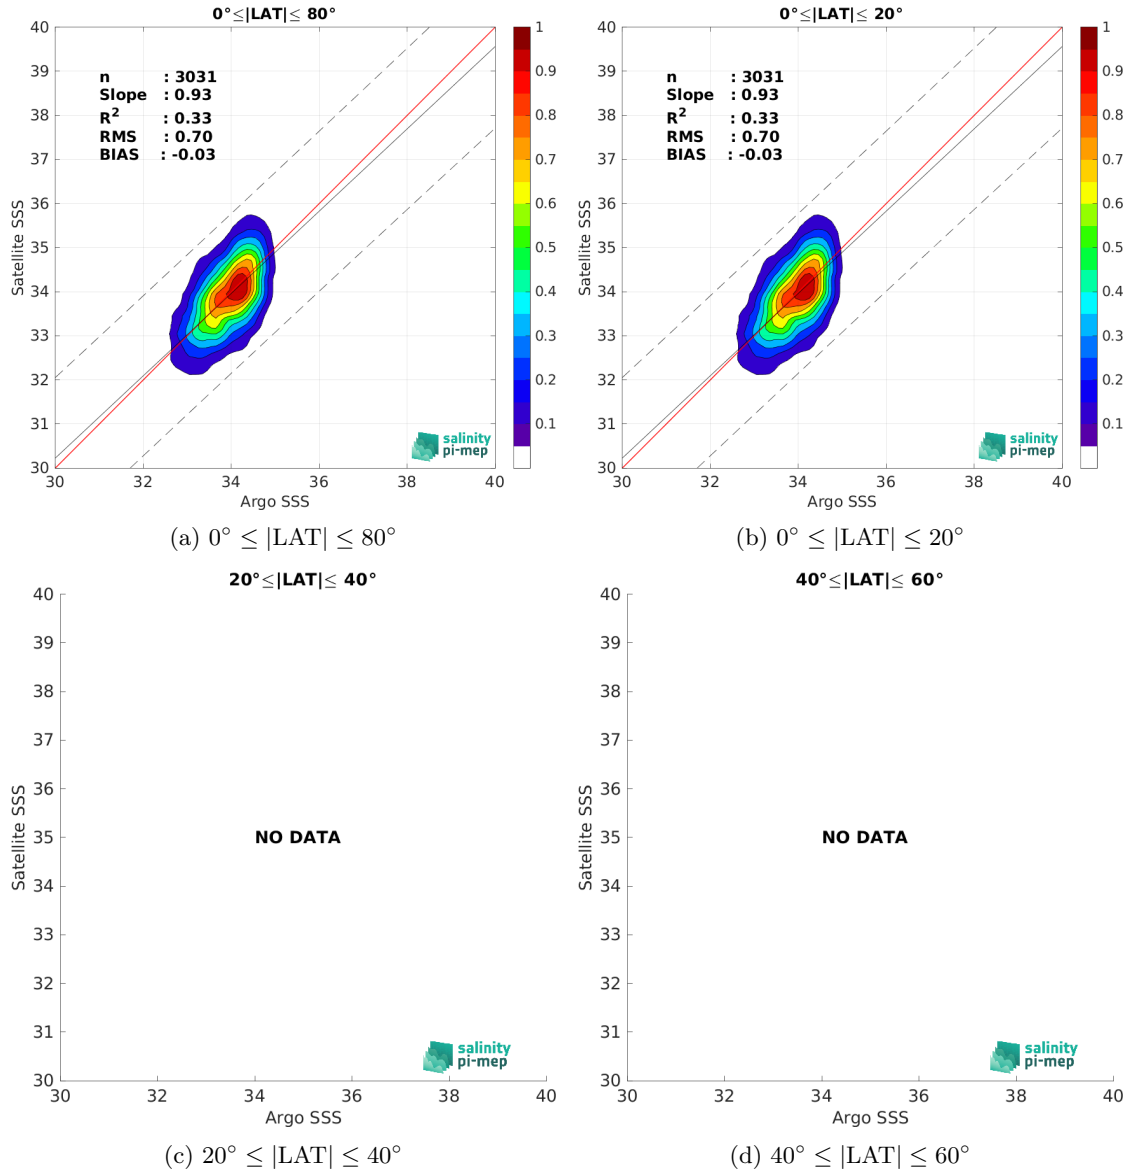 0°≤|LAT|≤ 80°
40
39
38
37
36
35
34
33
32
31
30
Satellite SSS
n : 3031
Slope : 0.93
R² : 0.33
RMS : 0.70
BIAS : -0.03
salinity
pi-mep
30 32 34 36 38 40
Argo SSS
1
0.9
0.8
0.7
0.6
0.5
0.4
0.3
0.2
0.1
(a) 0° ≤ |LAT| ≤ 80°
0°≤|LAT|≤ 20°
40
39
38
37
36
35
34
33
32
31
30
Satellite SSS
n : 3031
Slope : 0.93
R² : 0.33
RMS : 0.70
BIAS : -0.03
salinity
pi-mep
30 32 34 36 38 40
Argo SSS
1
0.9
0.8
0.7
0.6
0.5
0.4
0.3
0.2
0.1
(b) 0° ≤ |LAT| ≤ 20°
20°≤|LAT|≤ 40°
40
39
38
37
36
35
34
33
32
31
30
Satellite SSS
NO DATA
salinity
pi-mep
30 32 34 36 38 40
Argo SSS
(c) 20° ≤ |LAT| ≤ 40°
40°≤|LAT|≤ 60°
40
39
38
37
36
35
34
33
32
31
30
Satellite SSS
NO DATA
salinity
pi-mep
30 32 34 36 38 40
Argo SSS
(d) 40° ≤ |LAT| ≤ 60°